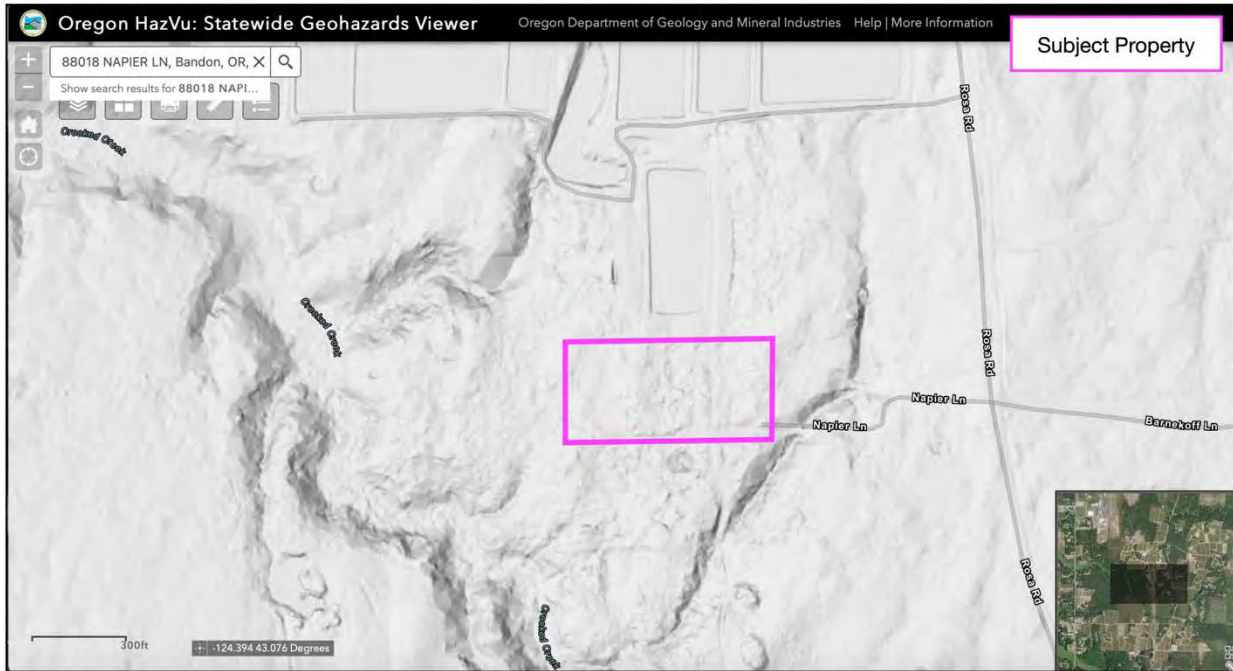 Oregon HazVu: Statewide Geohazards Viewer
Oregon Department of Geology and Mineral Industries
Help | More Information
Subject Property
88018 NAPIER LN, Bandon, OR,
Show search results for 88018 NAPI...
Crooked Creek
Rosa Rd
Crooked Creek
Rosa Rd
Napier Ln
Napier Ln
Barnekoff Ln
Rosa Rd
Crooked Creek
300ft
-124.394 43.076 Degrees